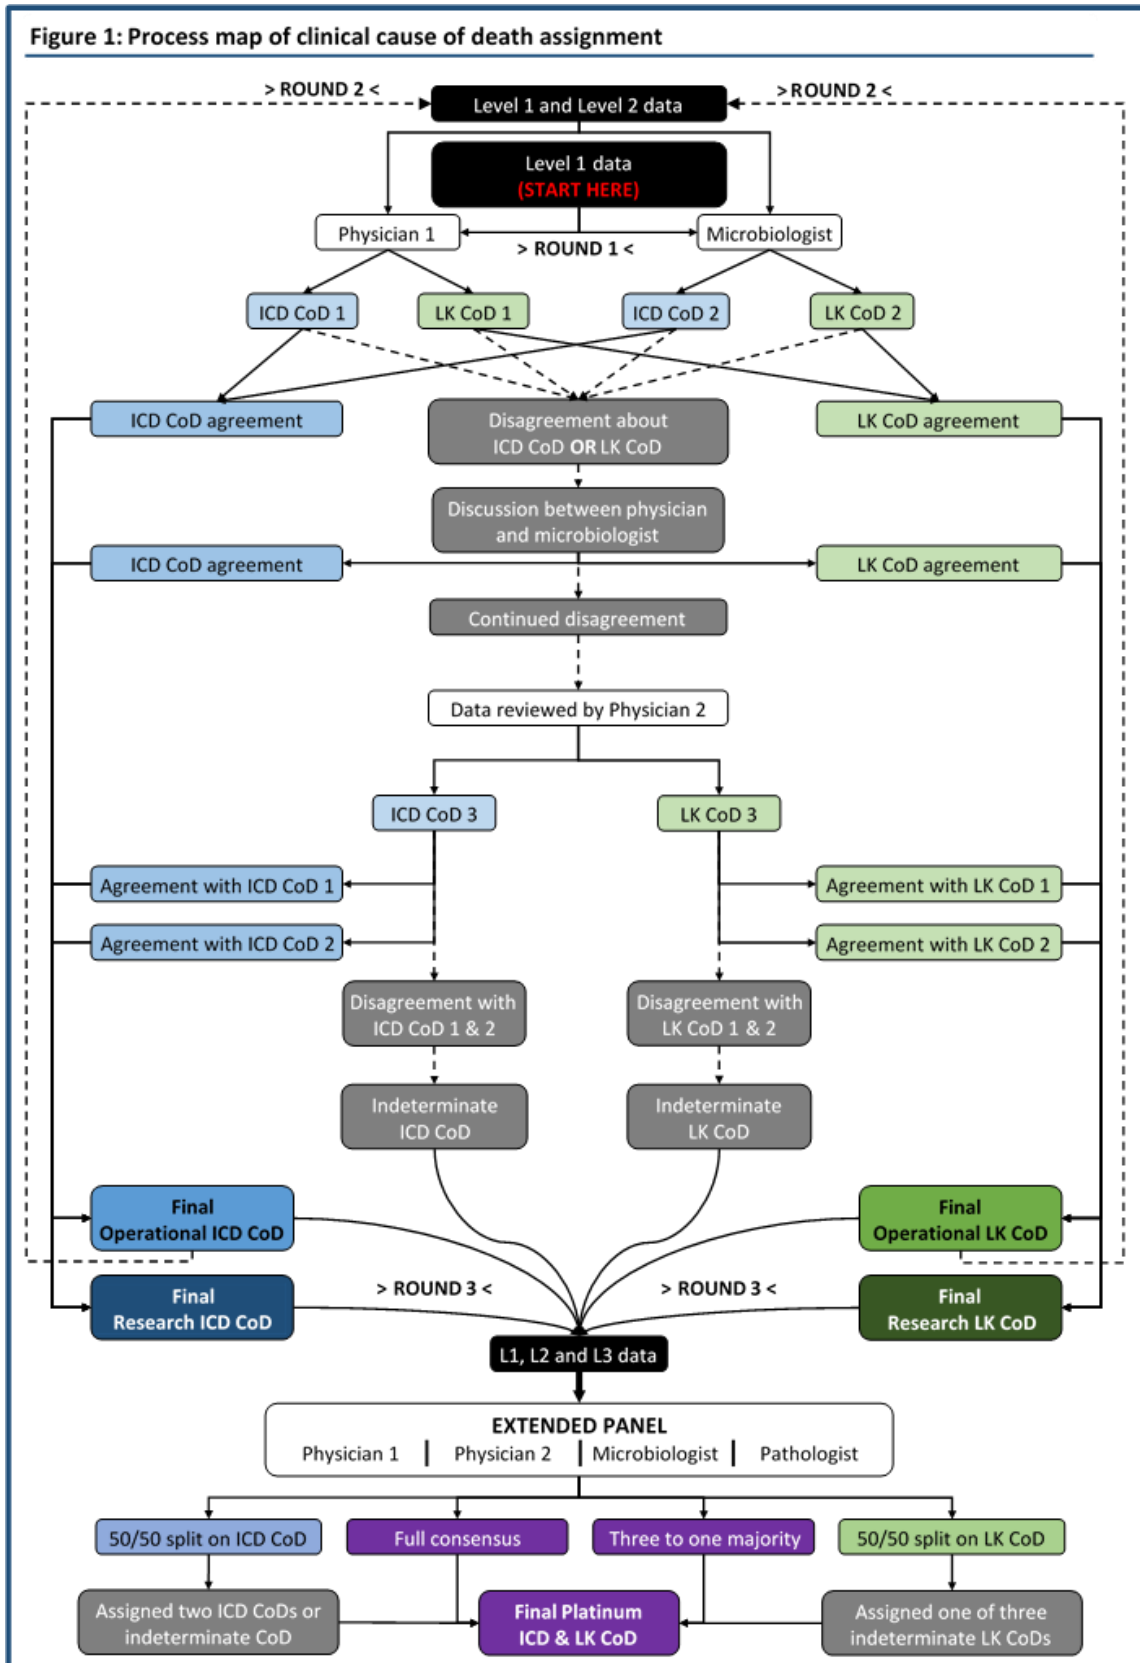 Figure 1: Process map of clinical cause of death assignment
> ROUND 2 <
> ROUND 2 <
Level 1 and Level 2 data
Level 1 data
(START HERE)
Physician 1
Microbiologist
> ROUND 1 <
ICD CoD 1
LK CoD 1
ICD CoD 2
LK CoD 2
ICD CoD agreement
Disagreement about
ICD CoD OR LK CoD
LK CoD agreement
Discussion between physician
and microbiologist
ICD CoD agreement
LK CoD agreement
Continued disagreement
Data reviewed by Physician 2
ICD CoD 3
LK CoD 3
Agreement with ICD CoD 1
Agreement with LK CoD 1
Agreement with ICD CoD 2
Agreement with LK CoD 2
Disagreement with
ICD CoD 1 & 2
Disagreement with
LK CoD 1 & 2
Indeterminate
ICD CoD
Indeterminate
LK CoD
Final
Operational ICD CoD
Final
Operational LK CoD
> ROUND 3 <
> ROUND 3 <
Final
Research ICD CoD
Final
Research LK CoD
L1, L2 and L3 data
EXTENDED PANEL
Physician 1 | Physician 2 | Microbiologist | Pathologist
50/50 split on ICD CoD
Full consensus
Three to one majority
50/50 split on LK CoD
Assigned two ICD CoDs or
indeterminate CoD
Final Platinum
ICD & LK CoD
Assigned one of three
indeterminate LK CoDs